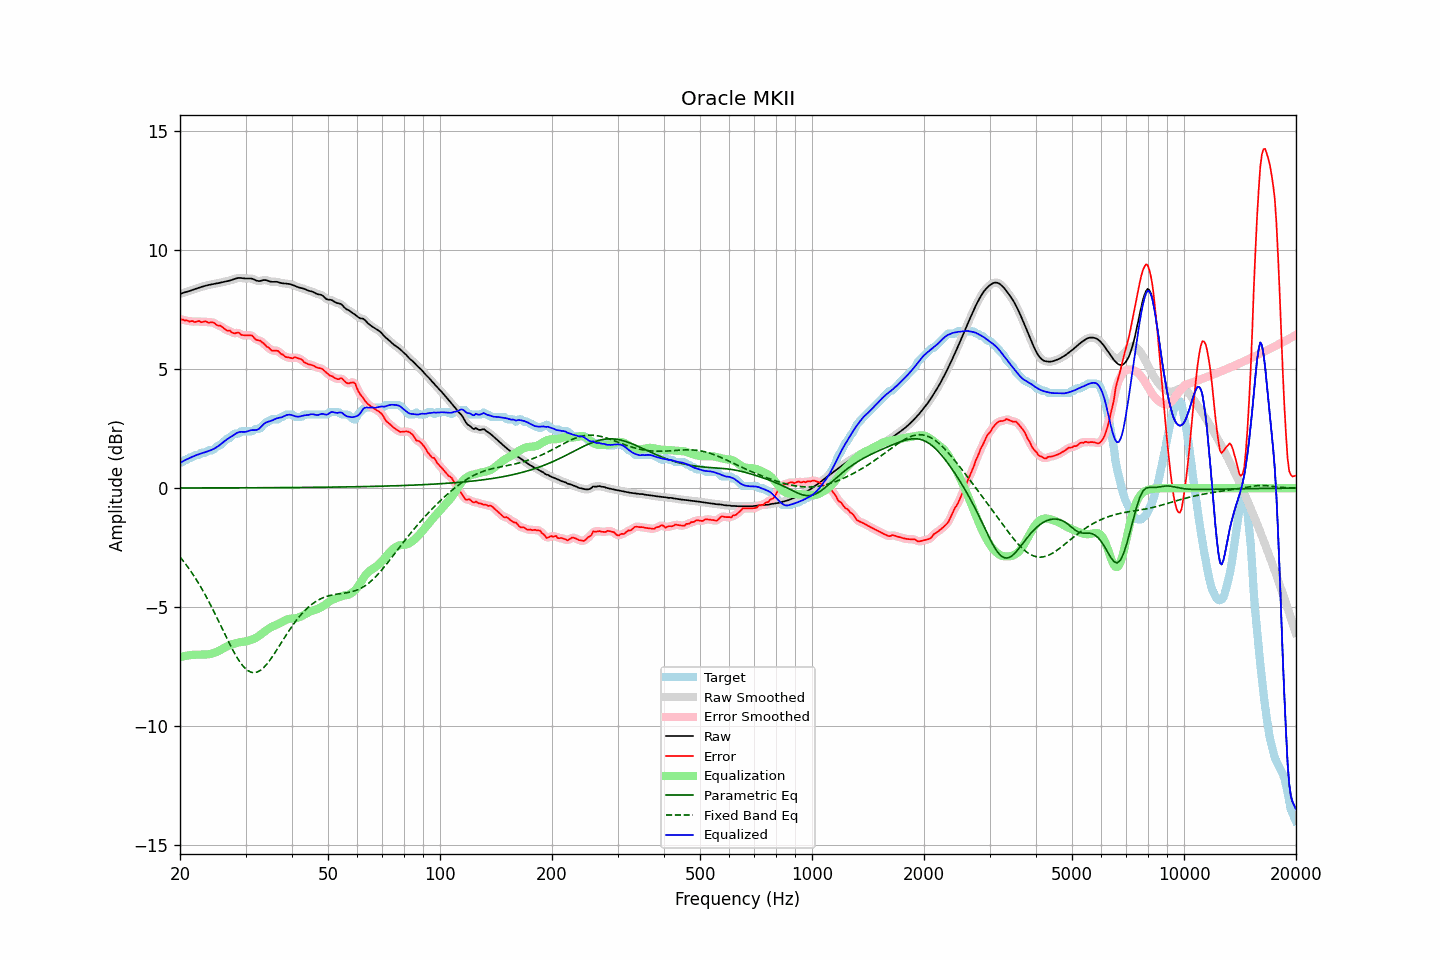 Oracle MKII
15
10
5
0
−5
−10
−15
Amplitude (dBr)
Target
Raw Smoothed
Error Smoothed
Raw
Error
Equalization
Parametric Eq
Fixed Band Eq
Equalized
20 50 100 200 500 1000 2000 5000 10000 20000
Frequency (Hz)